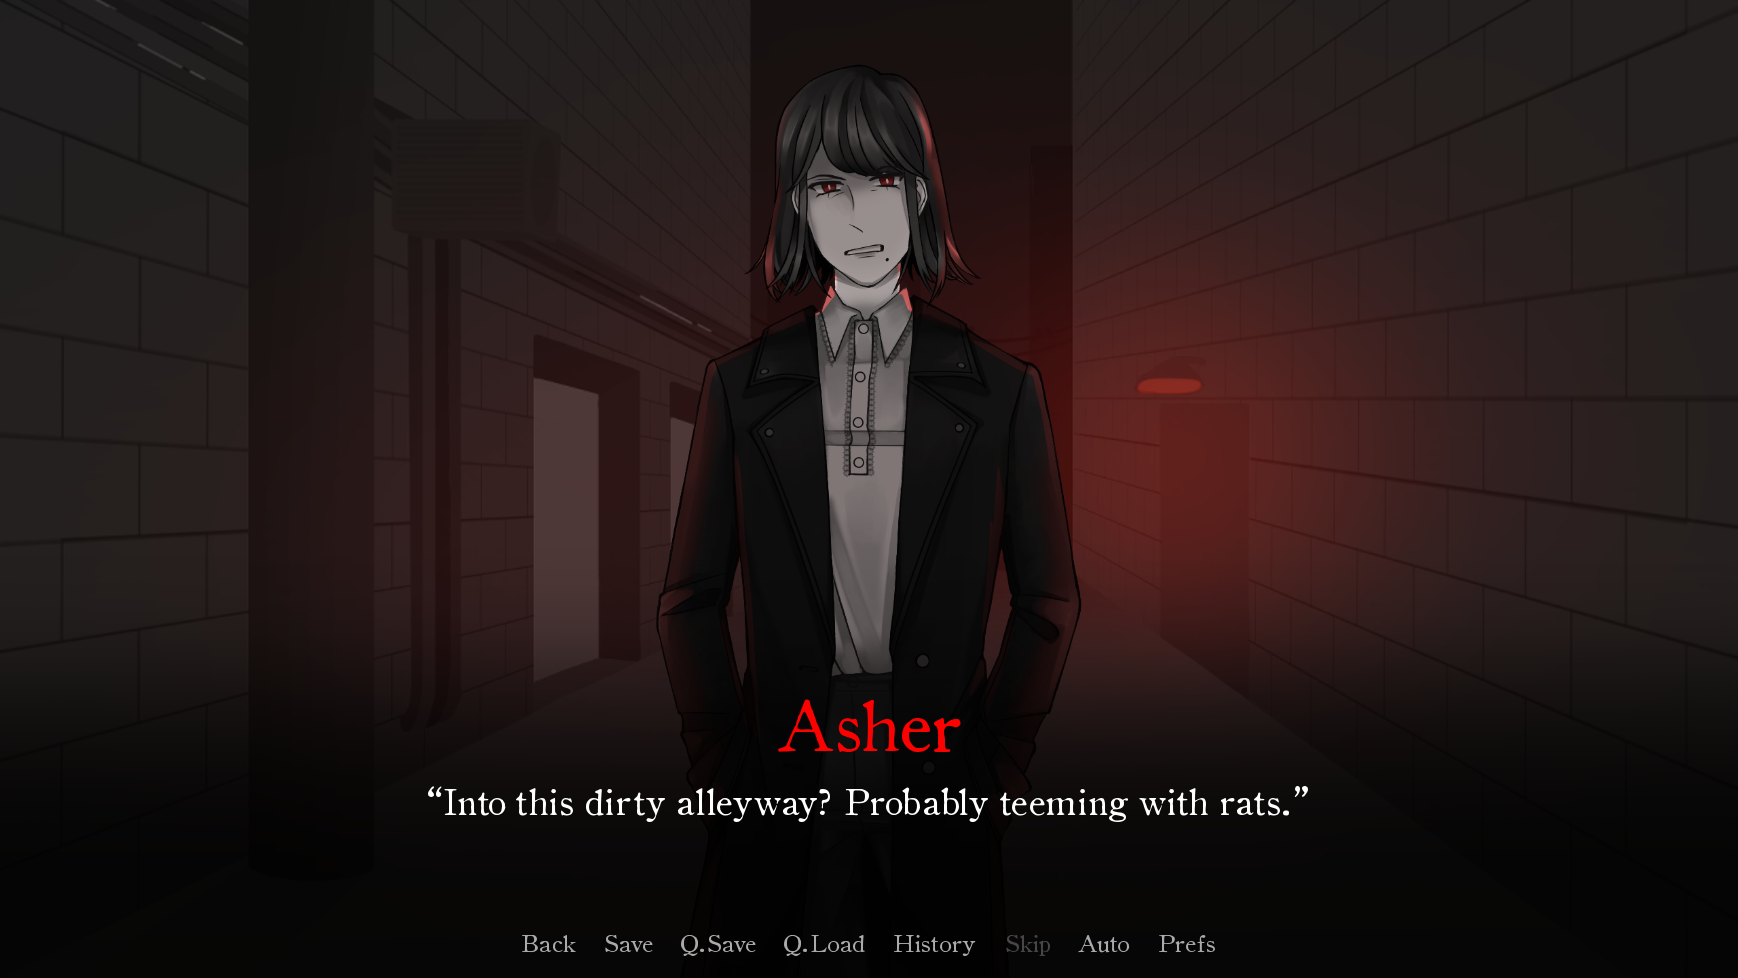 Asher
“Into this dirty alleyway? Probably teeming with rats.”
Back Save Q.Save Q.Load History Skip Auto Prefs